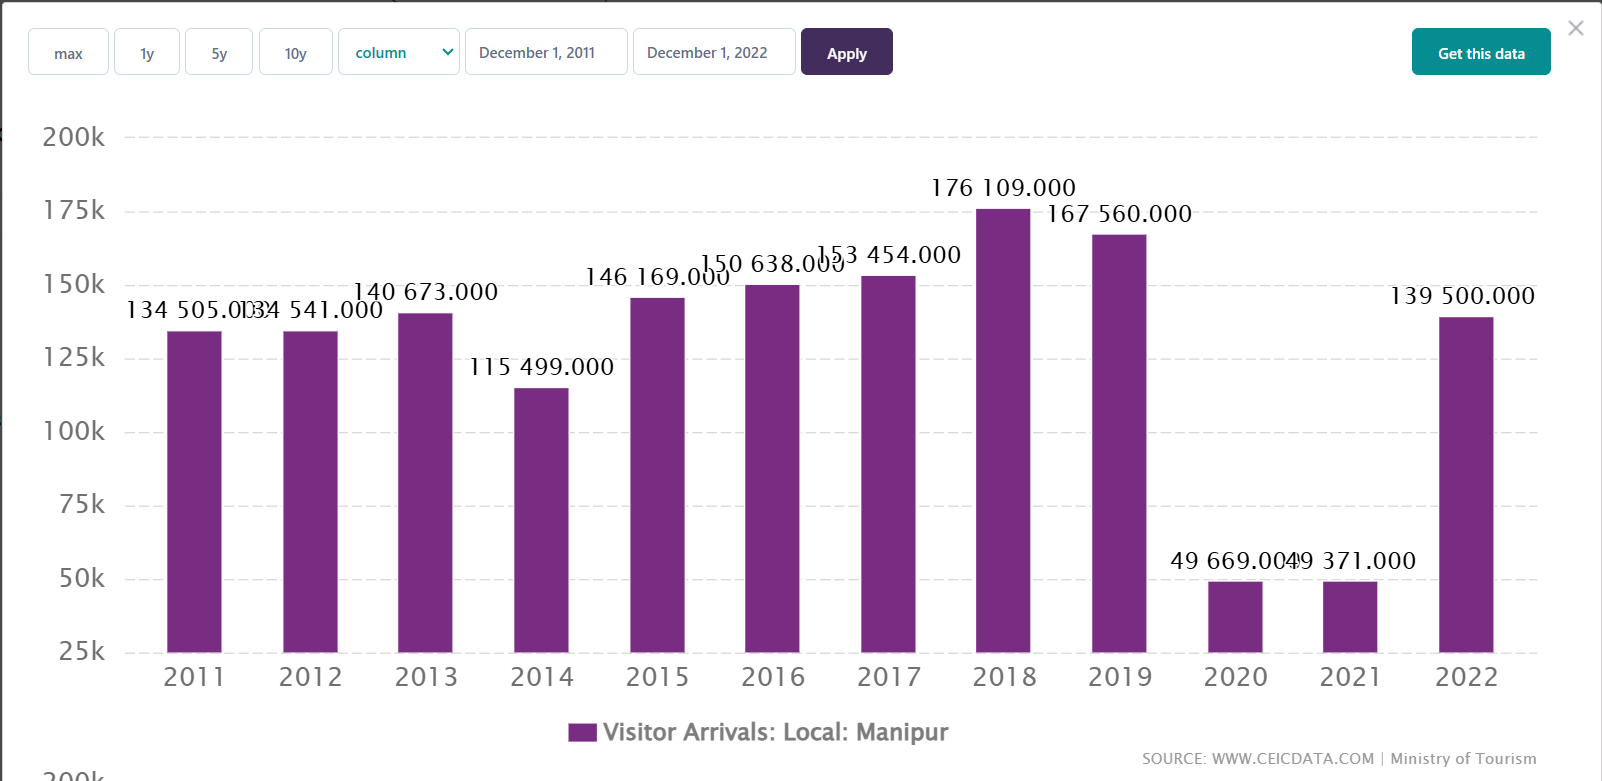 max 1y 5y 10y column December 1, 2011 December 1, 2022 Apply Get this data
200k
175k
150k
125k
100k
75k
50k
25k
134 505.000
134 541.000
140 673.000
115 499.000
146 169.000
150 638.000
153 454.000
176 109.000
167 560.000
49 669.000
49 371.000
139 500.000
2011 2012 2013 2014 2015 2016 2017 2018 2019 2020 2021 2022
Visitor Arrivals: Local: Manipur
SOURCE: WWW.CEICDATA.COM | Ministry of Tourism
200k